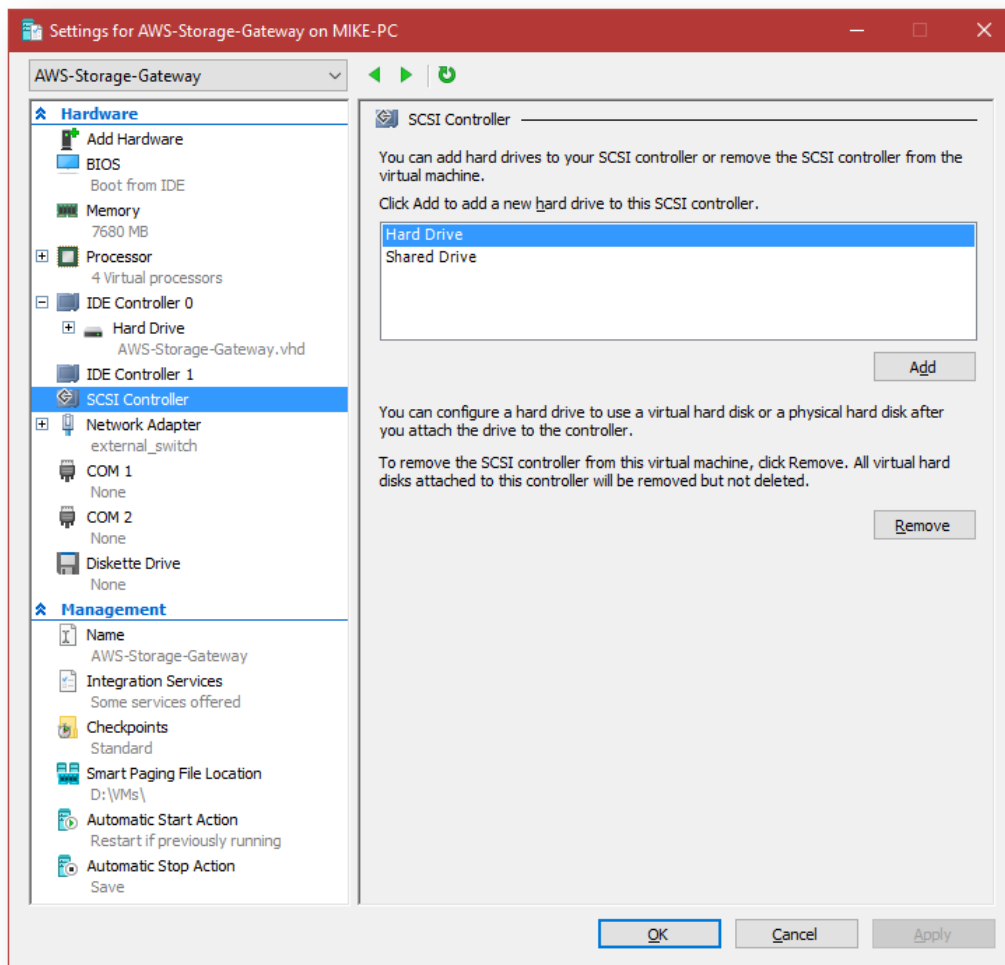 Settings for AWS-Storage-Gateway on MIKE-PC
AWS-Storage-Gateway
Hardware
Add Hardware
BIOS
Boot from IDE
Memory
7680 MB
Processor
4 Virtual processors
IDE Controller 0
Hard Drive
AWS-Storage-Gateway.vhd
IDE Controller 1
SCSI Controller
Network Adapter
external_switch
COM 1
None
COM 2
None
Diskette Drive
None
Management
Name
AWS-Storage-Gateway
Integration Services
Some services offered
Checkpoints
Standard
Smart Paging File Location
D:\VMs\
Automatic Start Action
Restart if previously running
Automatic Stop Action
Save
SCSI Controller
You can add hard drives to your SCSI controller or remove the SCSI controller from the
virtual machine.
Click Add to add a new hard drive to this SCSI controller.
Hard Drive
Shared Drive
Add
You can configure a hard drive to use a virtual hard disk or a physical hard disk after
you attach the drive to the controller.
To remove the SCSI controller from this virtual machine, click Remove. All virtual hard
disks attached to this controller will be removed but not deleted.
Remove
OK
Cancel
Apply